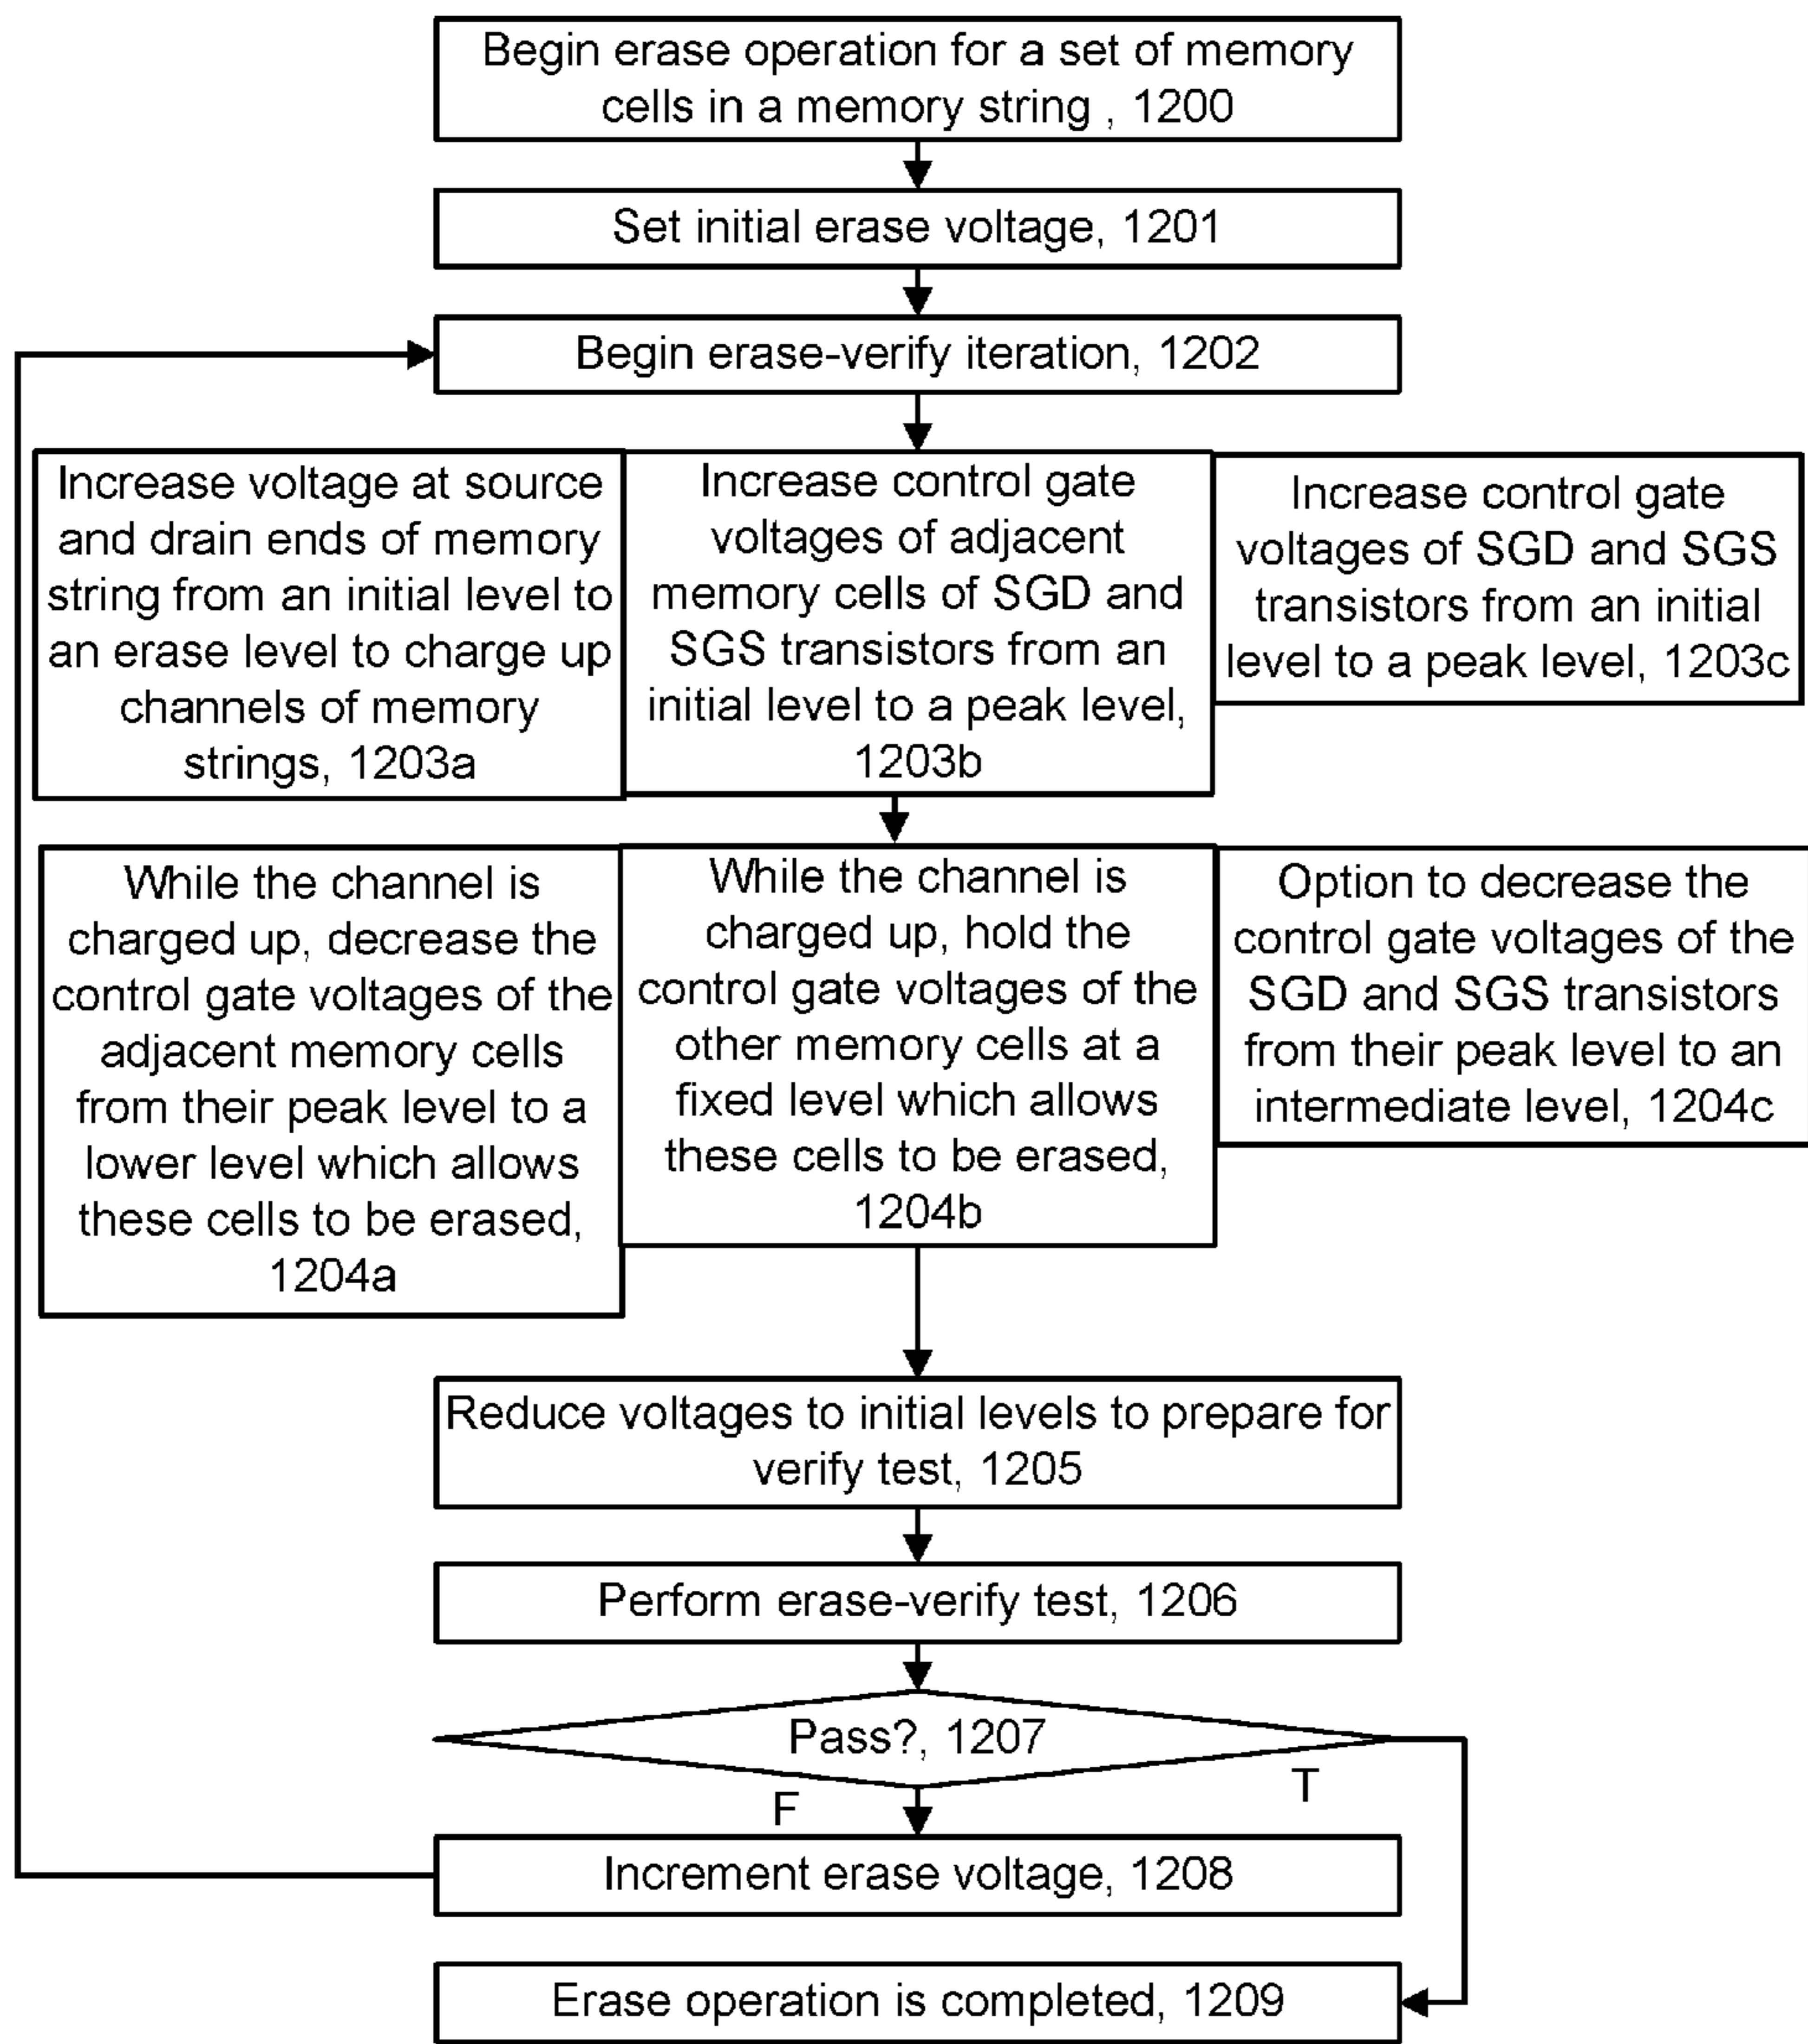 Begin erase operation for a set of memory
cells in a memory string , 1200
Set initial erase voltage, 1201
Begin erase-verify iteration, 1202
Increase voltage at source
and drain ends of memory
string from an initial level to
an erase level to charge up
channels of memory
strings, 1203a
Increase control gate
voltages of adjacent
memory cells of SGD and
SGS transistors from an
initial level to a peak level,
1203b
Increase control gate
voltages of SGD and SGS
transistors from an initial
level to a peak level, 1203c
While the channel is
charged up, decrease the
control gate voltages of the
adjacent memory cells
from their peak level to a
lower level which allows
these cells to be erased,
1204a
While the channel is
charged up, hold the
control gate voltages of the
other memory cells at a
fixed level which allows
these cells to be erased,
1204b
Option to decrease the
control gate voltages of the
SGD and SGS transistors
from their peak level to an
intermediate level, 1204c
Reduce voltages to initial levels to prepare for
verify test, 1205
Perform erase-verify test, 1206
Pass?, 1207
F
T
Increment erase voltage, 1208
Erase operation is completed, 1209